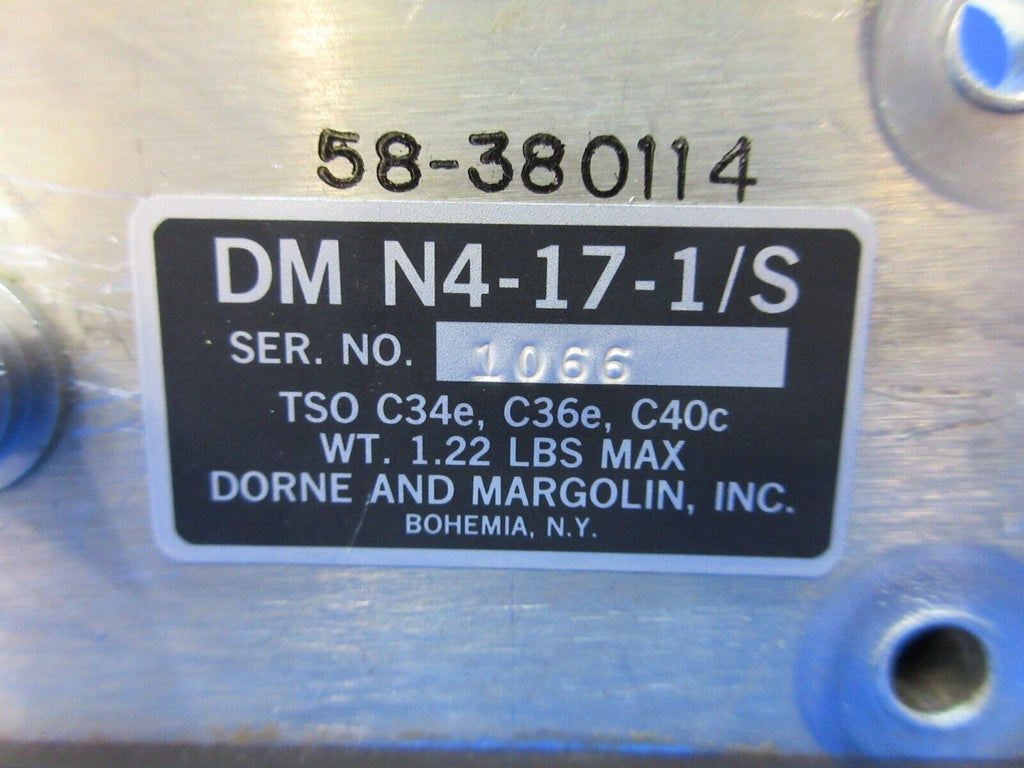 58-380114
DM N4-17-1/S
SER. NO. 1066
TSO C34e, C36e, C40c
WT. 1.22 LBS MAX
DORNE AND MARGOLIN, INC.
BOHEMIA, N.Y.